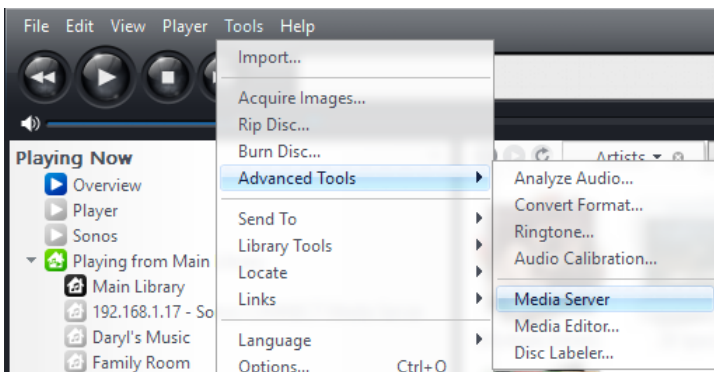 File Edit View Player Tools Help
Import...
Acquire Images...
Rip Disc...
Burn Disc...
Advanced Tools
Send To
Library Tools
Locate
Links
Language
Options... Ctrl+O
Artists
Analyze Audio...
Convert Format...
Ringtone...
Audio Calibration...
Media Server
Media Editor...
Disc Labeler...
Playing Now
Overview
Player
Sonos
Playing from Main
Main Library
192.168.1.17 - So
Daryl's Music
Family Room